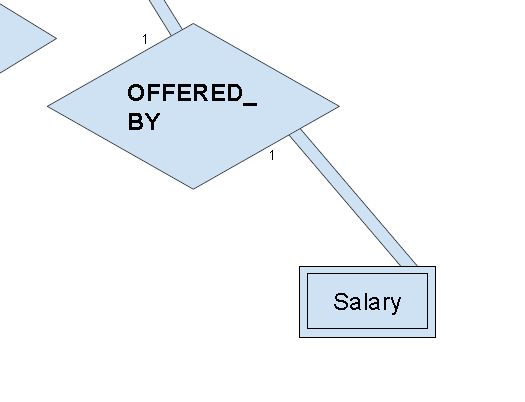 1
OFFERED_
BY
1
Salary